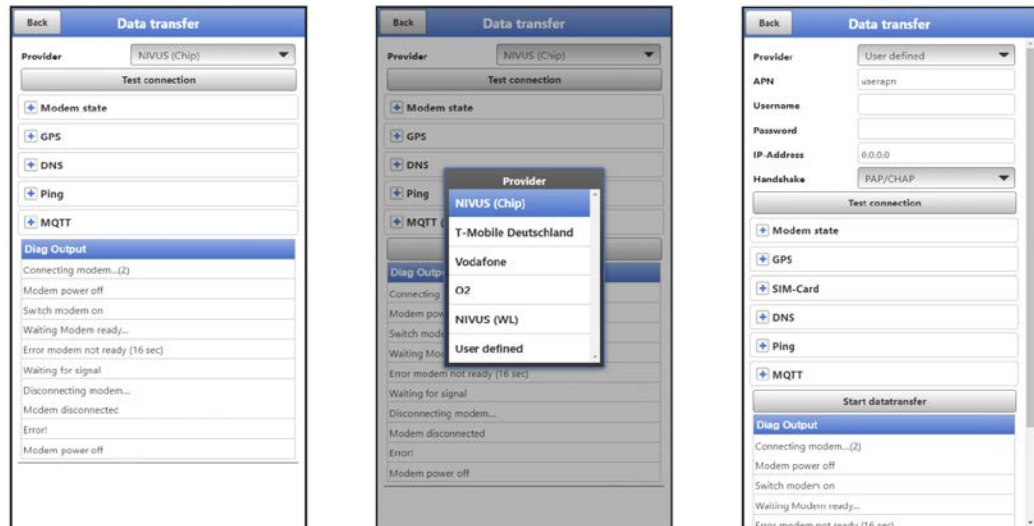 Back Data transfer
Provider NIVUS (Chip)
Test connection
Modem state
GPS
DNS
Ping
MQTT
Diag Output
Connecting modem...(2)
Modem power off
Switch modem on
Waiting Modem ready...
Error modem not ready (16 sec)
Waiting for signal
Disconnecting modem...
Modem disconnected
Error!
Modem power off
Back Data transfer
Provider NIVUS (Chip)
Test connection
Modem state
GPS
DNS
Ping
MQTT (
Provider
NIVUS (Chip)
T-Mobile Deutschland
Vodafone
O2
NIVUS (WL)
User defined
Diag Outp
Connecting
Modem pow
Switch mode
Waiting Mod
Error modem not ready (16 sec)
Waiting for signal
Disconnecting modem...
Modem disconnected
Error!
Modem power off
Back Data transfer
Provider User defined
APN userapn
Username
Password
IP-Address 0.0.0.0
Handshake PAP/CHAP
Test connection
Modem state
GPS
SIM-Card
DNS
Ping
MQTT
Start datatransfer
Diag Output
Connecting modem...(2)
Modem power off
Switch modem on
Waiting Modem ready...
Error modem not ready (16 sec)